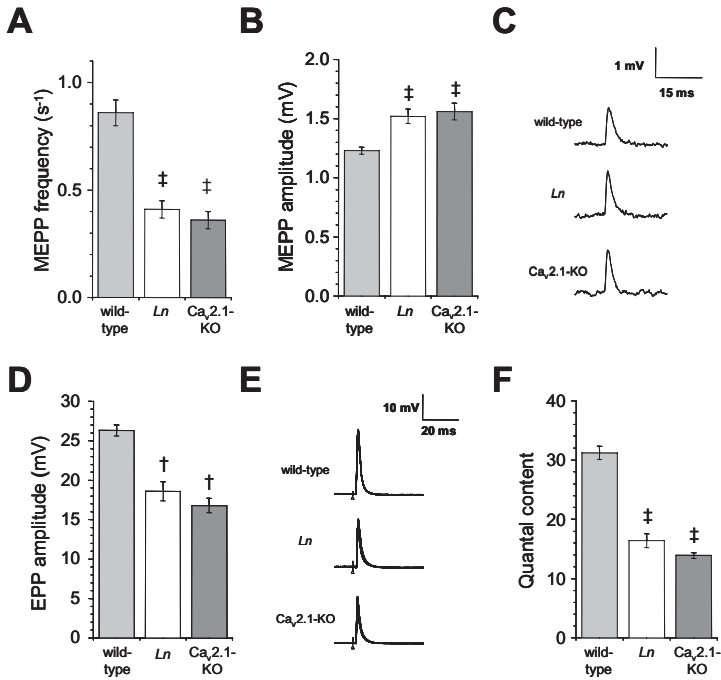 A
MEPP frequency (s⁻¹)
1.0
0.5
0.0
‡
‡
wild-
type
Ln
Caᵥ2.1-
KO
B
MEPP amplitude (mV)
2.0
1.5
1.0
0.5
0.0
‡
‡
wild-
type
Ln
Caᵥ2.1-
KO
C
1 mV
15 ms
wild-type
Ln
Caᵥ2.1-KO
D
EPP amplitude (mV)
30
25
20
15
10
5
0
†
†
wild-
type
Ln
Caᵥ2.1-
KO
E
10 mV
20 ms
wild-type
Ln
Caᵥ2.1-KO
F
Quantal content
40
30
20
10
0
‡
‡
wild-
type
Ln
Caᵥ2.1-
KO